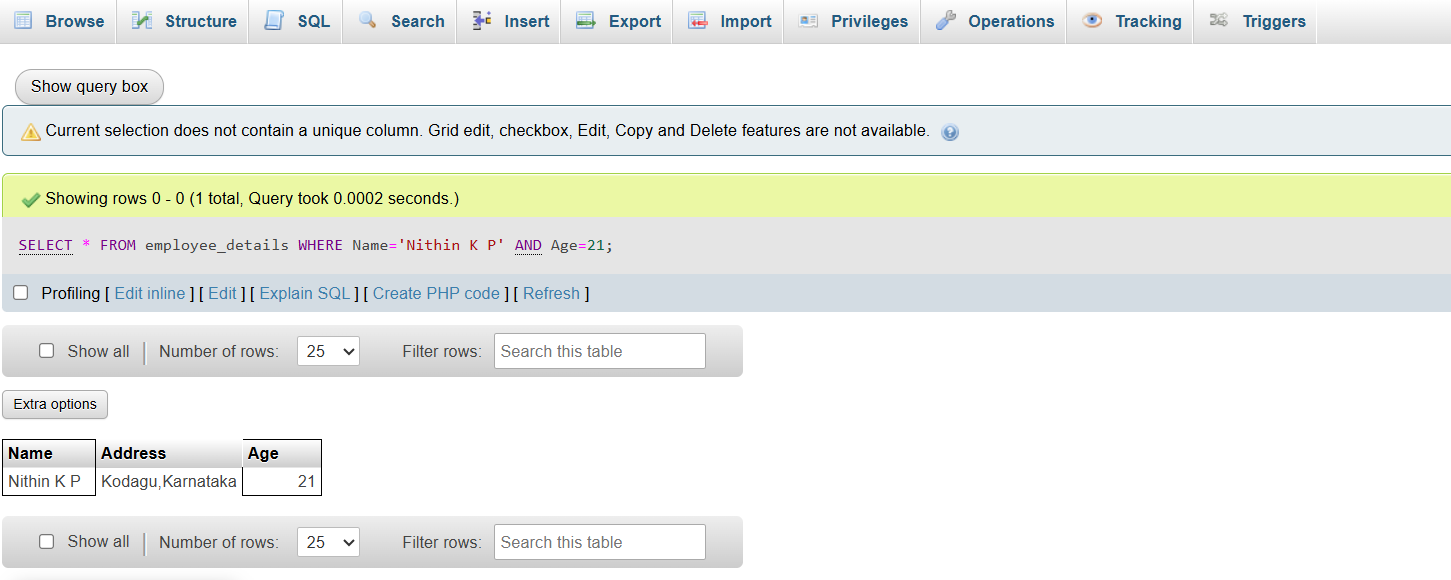 Browse Structure SQL Search Insert Export Import Privileges Operations Tracking Triggers
Show query box
Current selection does not contain a unique column. Grid edit, checkbox, Edit, Copy and Delete features are not available.
Showing rows 0 - 0 (1 total, Query took 0.0002 seconds.)
SELECT * FROM employee_details WHERE Name='Nithin K P' AND Age=21;
Profiling [ Edit inline ] [ Edit ] [ Explain SQL ] [ Create PHP code ] [ Refresh ]
Show all | Number of rows: 25 Filter rows: Search this table
Extra options
Name Address Age
Nithin K P Kodagu,Karnataka 21
Show all | Number of rows: 25 Filter rows: Search this table